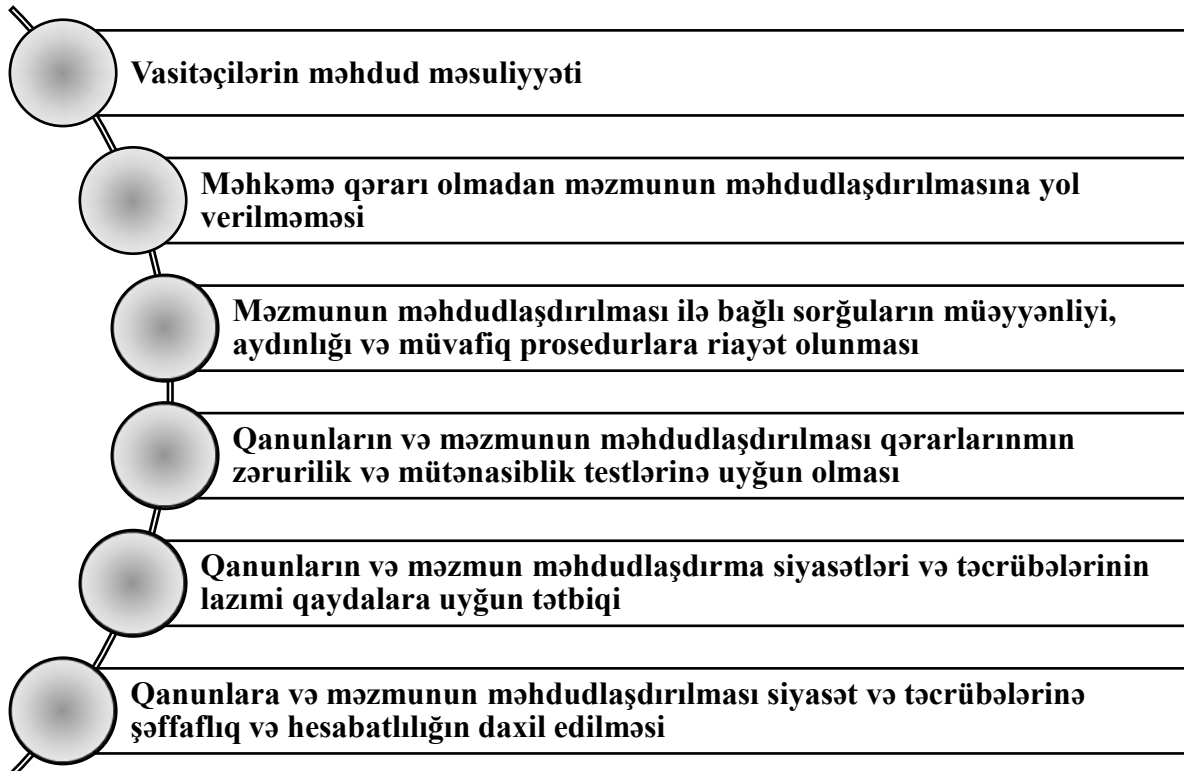 Vasitəçilərin məhdud məsuliyyəti
Məhkəmə qərarı olmadan məzmunun məhdudlaşdırılmasına yol
verilməməsi
Məzmunun məhdudlaşdırılması ilə bağlı sorğuların müəyyənliyi,
aydınlığı və müvafiq prosedurlara riayət olunması
Qanunların və məzmunun məhdudlaşdırılması qərarlarınmın
zərurilik və mütənasiblik testlərinə uyğun olması
Qanunların və məzmun məhdudlaşdırma siyasətləri və təcrübələrinin
lazımi qaydalara uyğun tətbiqi
Qanunlara və məzmunun məhdudlaşdırılması siyasət və təcrübələrinə
şəffaflıq və hesabatlılığın daxil edilməsi